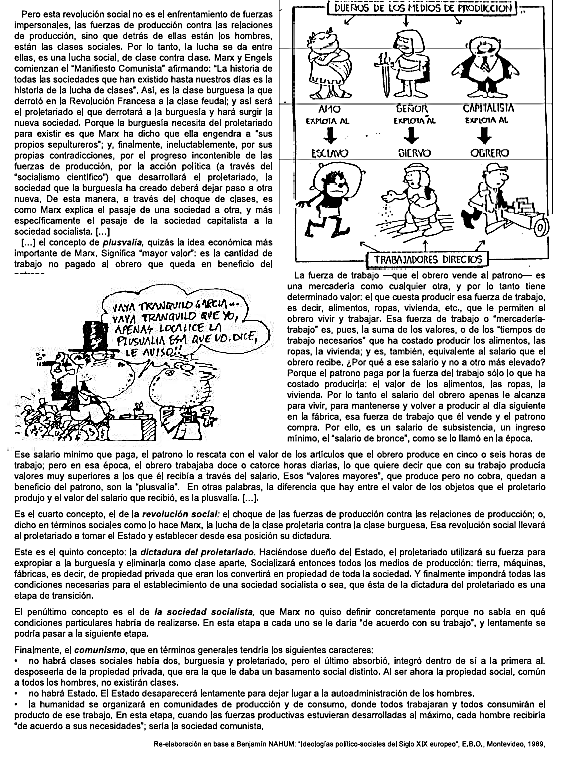 Pero esta revolución social no es el enfrentamiento de fuerzas
impersonales, las fuerzas de producción contra las relaciones
de producción, sino que detrás de ellas están los hombres,
están las clases sociales. Por lo tanto, la lucha se da entre
ellas, es una lucha social, de clase contra clase. Marx y Engels
comienzan el "Manifiesto Comunista" afirmando: "La historia de
todas las sociedades que han existido hasta nuestros días es la
historia de la lucha de clases". Así, es la clase burguesa la que
derrotó en la Revolución Francesa a la clase feudal; y así será
el proletariado el que derrotará a la burguesía y hará surgir la
nueva sociedad. Porque la burguesía necesita del proletariado
para existir es que Marx ha dicho que ella engendra a "sus
propios sepultureros"; y, finalmente, ineluctablemente, por sus
propias contradicciones, por el progreso incontenible de las
fuerzas de producción, por la acción política (a través del
"socialismo científico") que desarrollará el proletariado, la
sociedad que la burguesía ha creado deberá dejar paso a otra
nueva. De esta manera, a través del choque de clases, es
como Marx explica el pasaje de una sociedad a otra, y más
específicamente el pasaje de la sociedad capitalista a la
sociedad socialista. [...]
[...] el concepto de plusvalía, quizás la idea económica más
importante de Marx. Significa "mayor valor": es la cantidad de
trabajo no pagado al obrero que queda en beneficio del
DUEÑOS DE LOS MEDIOS DE PRODUCCION
AMO SEÑOR CAPITALISTA
EXPLOTA AL EXPLOTA AL EXPLOTA AL
ESCLAVO SIERVO OBRERO
TRABAJADORES DIRECTOS
VAYA TRANQUILO GARCIA...
VAYA TRANQUILO QUE YO,
APENAS LOCALICE LA
PLUSVALIA ESA QUE UD. DICE,
LE AVISO!!
La fuerza de trabajo —que el obrero vende al patrono— es
una mercancía como cualquier otra, y por lo tanto tiene
determinado valor: el que cuesta producir esa fuerza de trabajo,
es decir, alimentos, ropas, vivienda, etc., que le permiten al
obrero vivir y trabajar. Esa fuerza de trabajo o "mercadería-
trabajo" es, pues, la suma de los valores, o de los "tiempos de
trabajo necesarios" que ha costado producir los alimentos, las
ropas, la vivienda; y es, también, equivalente al salario que el
obrero recibe. ¿Por qué a ese salario y no a otro más elevado?
Porque el patrono paga por la fuerza de trabajo sólo lo que ha
costado producirla: el valor de los alimentos, las ropas, la
vivienda. Por lo tanto el salario del obrero apenas le alcanza
para vivir, para mantenerse y volver a producir al día siguiente
en la fábrica, esa fuerza de trabajo que él vende y el patrono
compra. Por ello, es un salario de subsistencia, un ingreso
mínimo, el "salario de bronce", como se lo llamó en la época.
Ese salario mínimo que paga, el patrono lo rescata con el valor de los artículos que el obrero produce en cinco o seis horas de
trabajo; pero en esa época, el obrero trabajaba doce o catorce horas diarias, lo que quiere decir que con su trabajo producía
valores muy superiores a los que él recibía a través del salario. Esos "valores mayores", que produce pero no cobra, quedan a
beneficio del patrono, son la "plusvalía". En otras palabras, la diferencia que hay entre el valor de los objetos que el proletario
produjo y el valor del salario que recibió, es la plusvalía. [...].
Es el cuarto concepto, el de la revolución social: el choque de las fuerzas de producción contra las relaciones de producción; o,
dicho en términos sociales como lo hace Marx, la lucha de la clase proletaria contra la clase burguesa. Esa revolución social llevará
al proletariado a tomar el Estado y establecer desde esa posición su dictadura.
Este es el quinto concepto: la dictadura del proletariado. Haciéndose dueño del Estado, el proletariado utilizará su fuerza para
expropiar a la burguesía y eliminarla como clase aparte. Socializará entonces todos los medios de producción: tierra, máquinas,
fábricas, es decir, de propiedad privada que eran los convertirá en propiedad de toda la sociedad. Y finalmente impondrá todas las
condiciones necesarias para el establecimiento de una sociedad socialista o sea, que ésta de la dictadura del proletariado es una
etapa de transición.
El penúltimo concepto es el de la sociedad socialista, que Marx no quiso definir concretamente porque no sabía en qué
condiciones particulares habría de realizarse. En esta etapa a cada uno se le daría "de acuerdo con su trabajo", y lentamente se
podría pasar a la siguiente etapa.
Finalmente, el comunismo, que en términos generales tendría los siguientes caracteres:
• no habrá clases sociales había dos, burguesía y proletariado, pero el último absorbió, integró dentro de sí a la primera al.
desposeerla de la propiedad privada, que era la que le daba un basamento social distinto. Al ser ahora la propiedad social, común
a todos los hombres, no existirán clases.
• no habrá Estado. El Estado desaparecerá lentamente para dejar lugar a la autoadministración de los hombres.
• la humanidad se organizará en comunidades de producción y de consumo, donde todos trabajaran y todos consumirán el
producto de ese trabajo. En esta etapa, cuando las fuerzas productivas estuvieran desarrolladas al máximo, cada hombre recibiría
"de acuerdo a sus necesidades"; sería la sociedad comunista.
Re-elaboración en base a Benjamín NAHUM: "Ideologías político-sociales del Siglo XIX europeo", E.B.O., Montevideo, 1989,